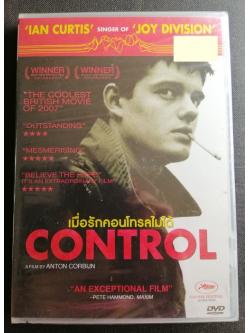 'IAN CURTIS' SINGER OF 'JOY DIVISION'
WINNER
WINNER
"THE COOLEST
BRITISH MOVIE
OF 2007"
"OUTSTANDING"
★★★★
"MESMERISING"
★★★★★
"BELIEVE THE HYPE
IT'S AN EXTRAORDINARY FILM"
★★★★
เมื่อรักคอนโทรลไม่ได้
CONTROL
A FILM BY ANTON CORBIJN
"AN EXCEPTIONAL FILM"
-PETE HAMMOND, MAXIM
DVD